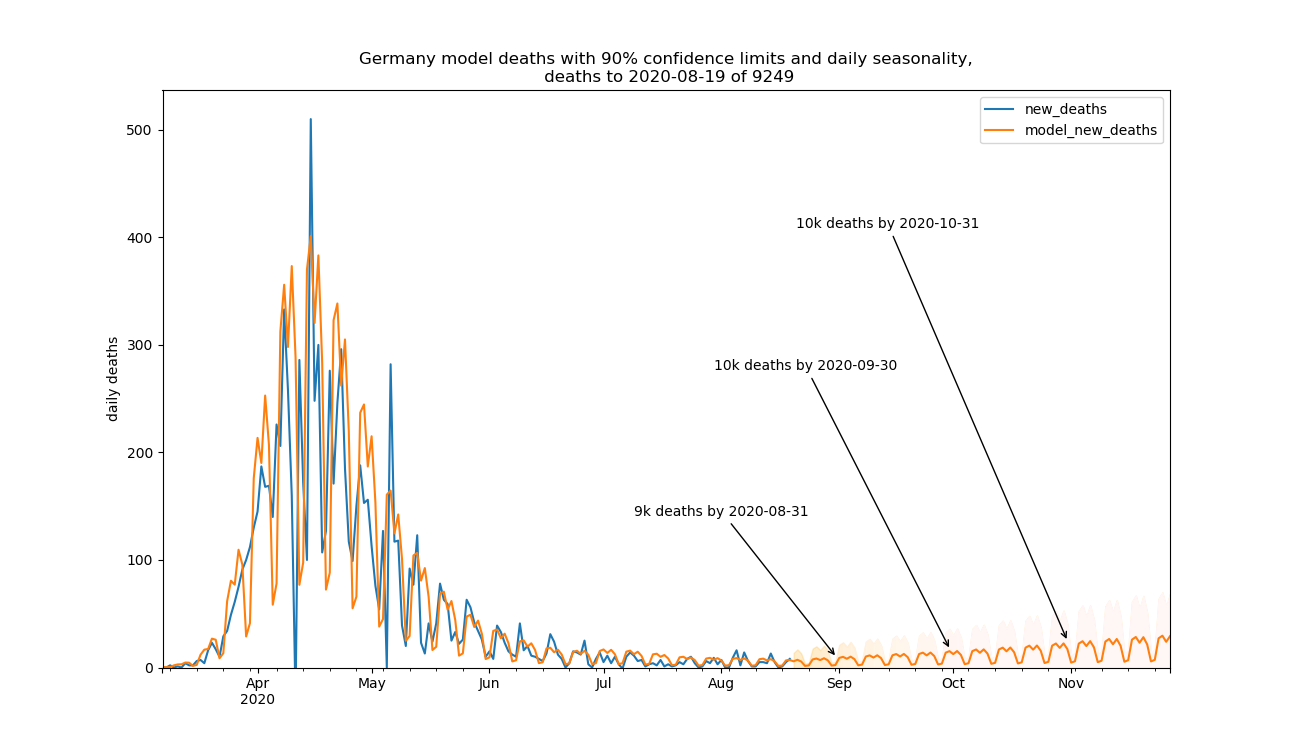 Germany model deaths with 90% confidence limits and daily seasonality,
deaths to 2020-08-19 of 9249
new_deaths
model_new_deaths
500
400
300
200
100
0
daily deaths
10k deaths by 2020-10-31
10k deaths by 2020-09-30
9k deaths by 2020-08-31
Apr
2020
May
Jun
Jul
Aug
Sep
Oct
Nov